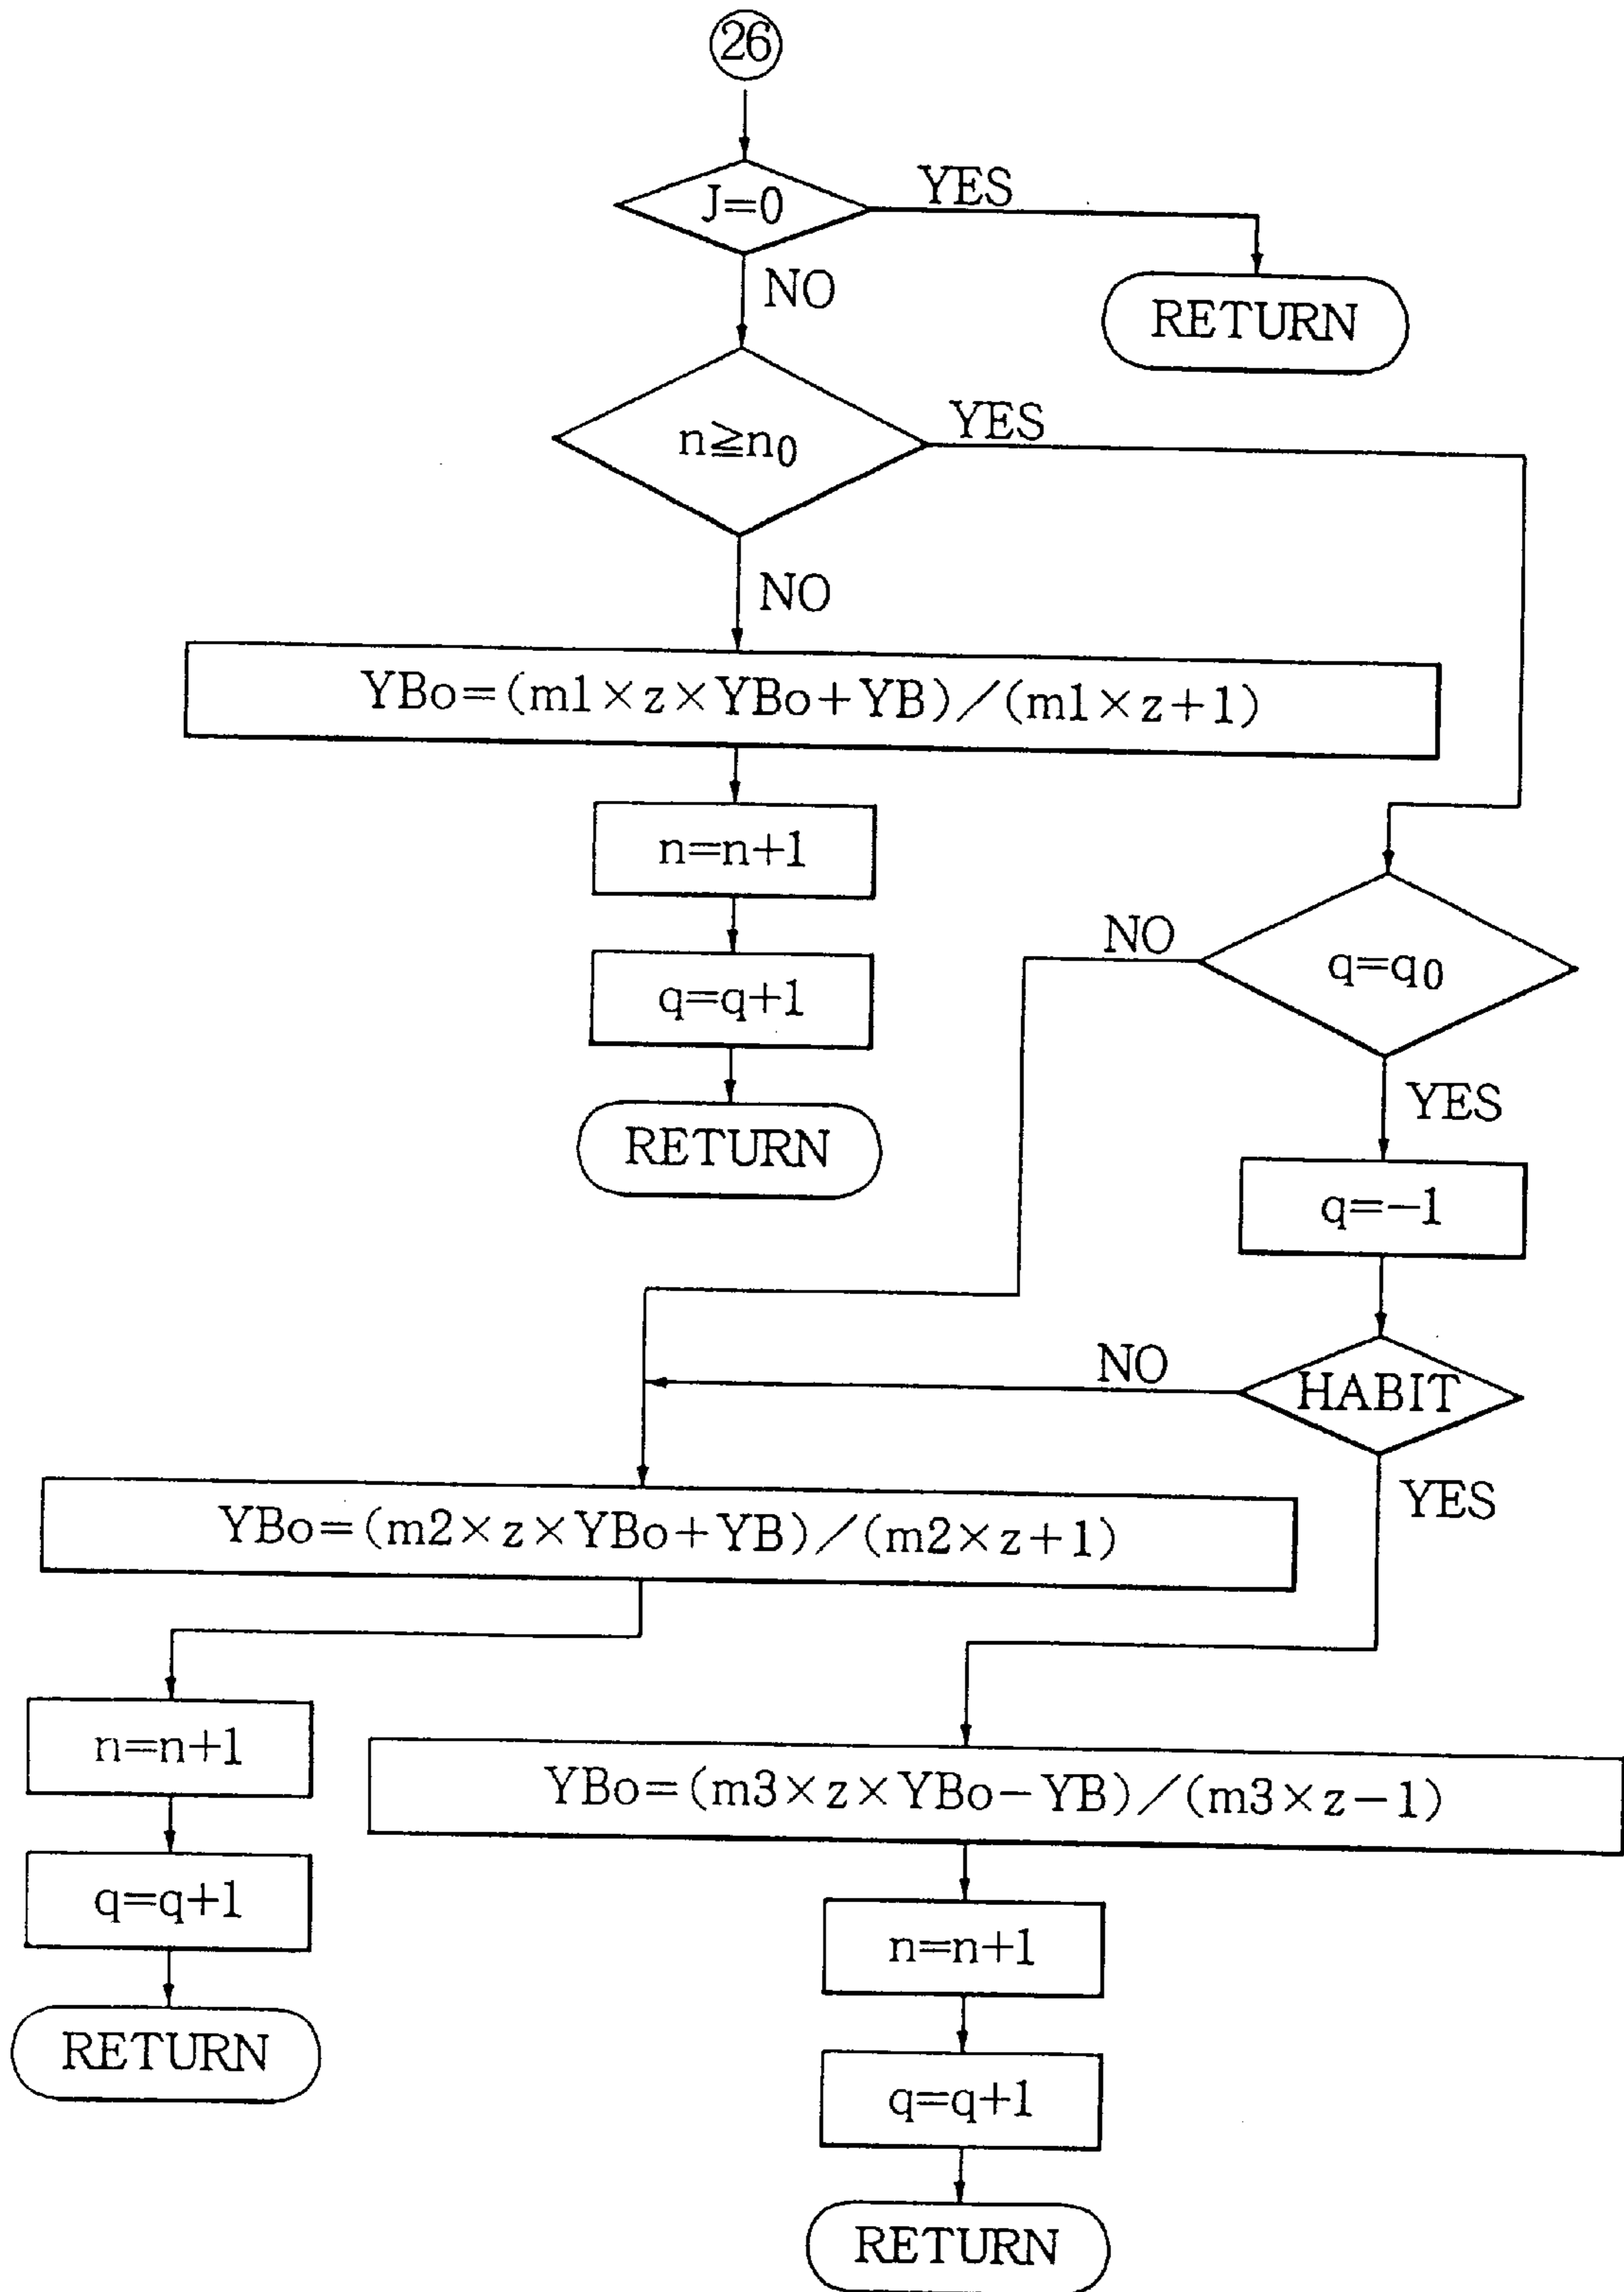 26
J=0
YES
NO
RETURN
n≧n0
YES
NO
YBo=(m1×z×YBo+YB)/(m1×z+1)
n=n+1
q=q+1
RETURN
NO
q=q0
YES
q=-1
NO
HABIT
YES
YBo=(m2×z×YBo+YB)/(m2×z+1)
n=n+1
q=q+1
RETURN
YBo=(m3×z×YBo-YB)/(m3×z-1)
n=n+1
q=q+1
RETURN